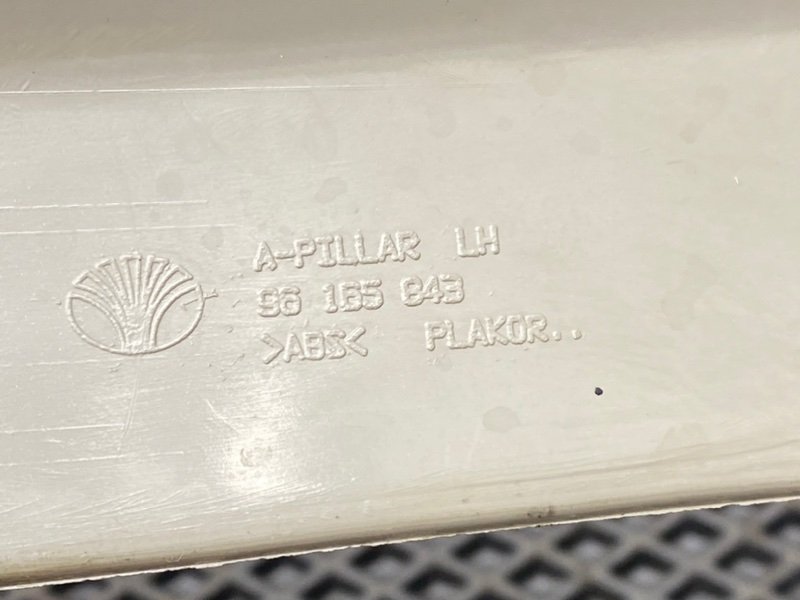 A-PILLAR LH
96 165 843
>ABS< PLAKOR..